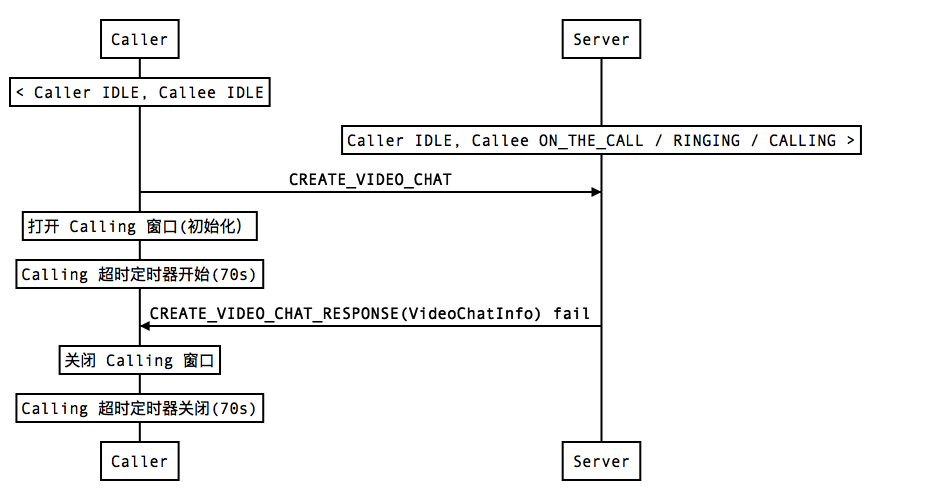 Caller
Server
< Caller IDLE, Callee IDLE
Caller IDLE, Callee ON_THE_CALL / RINGING / CALLING >
CREATE_VIDEO_CHAT
打开 Calling 窗口(初始化)
Calling 超时定时器开始(70s)
CREATE_VIDEO_CHAT_RESPONSE(VideoChatInfo) fail
关闭 Calling 窗口
Calling 超时定时器关闭(70s)
Caller
Server